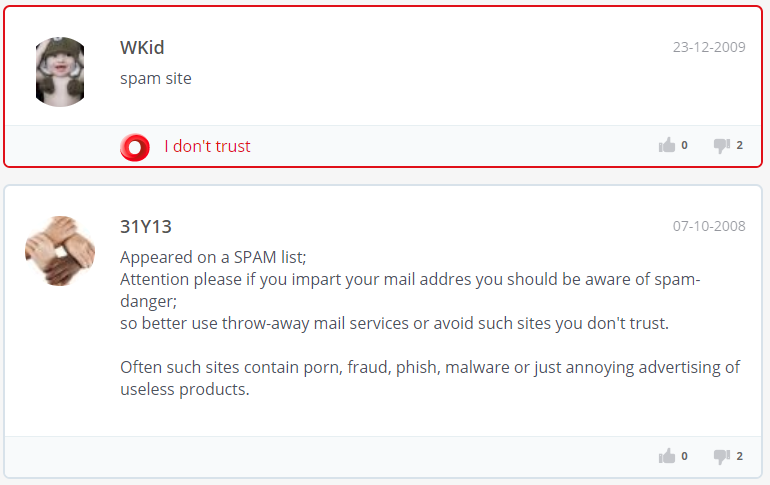 WKid
23-12-2009
spam site
I don't trust
0
2
31Y13
07-10-2008
Appeared on a SPAM list;
Attention please if you impart your mail addres you should be aware of spam-
danger;
so better use throw-away mail services or avoid such sites you don't trust.
Often such sites contain porn, fraud, phish, malware or just annoying advertising of
useless products.
0
2